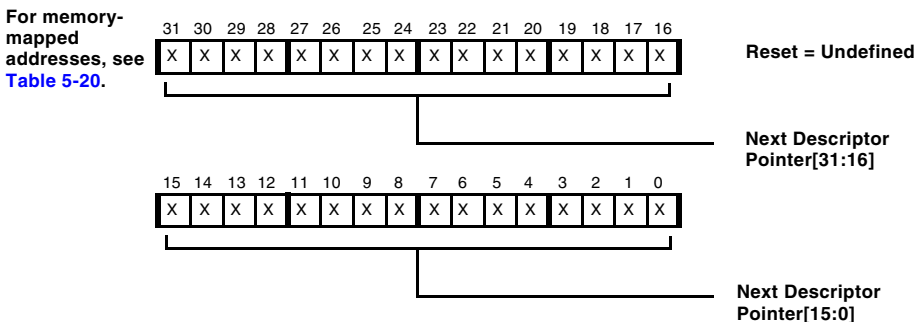 For memory-
mapped
addresses, see
Table 5-20.
31 30 29 28 27 26 25 24 23 22 21 20 19 18 17 16
X X X X X X X X X X X X X X X X
Reset = Undefined
Next Descriptor
Pointer[31:16]
15 14 13 12 11 10 9 8 7 6 5 4 3 2 1 0
X X X X X X X X X X X X X X X X
Next Descriptor
Pointer[15:0]